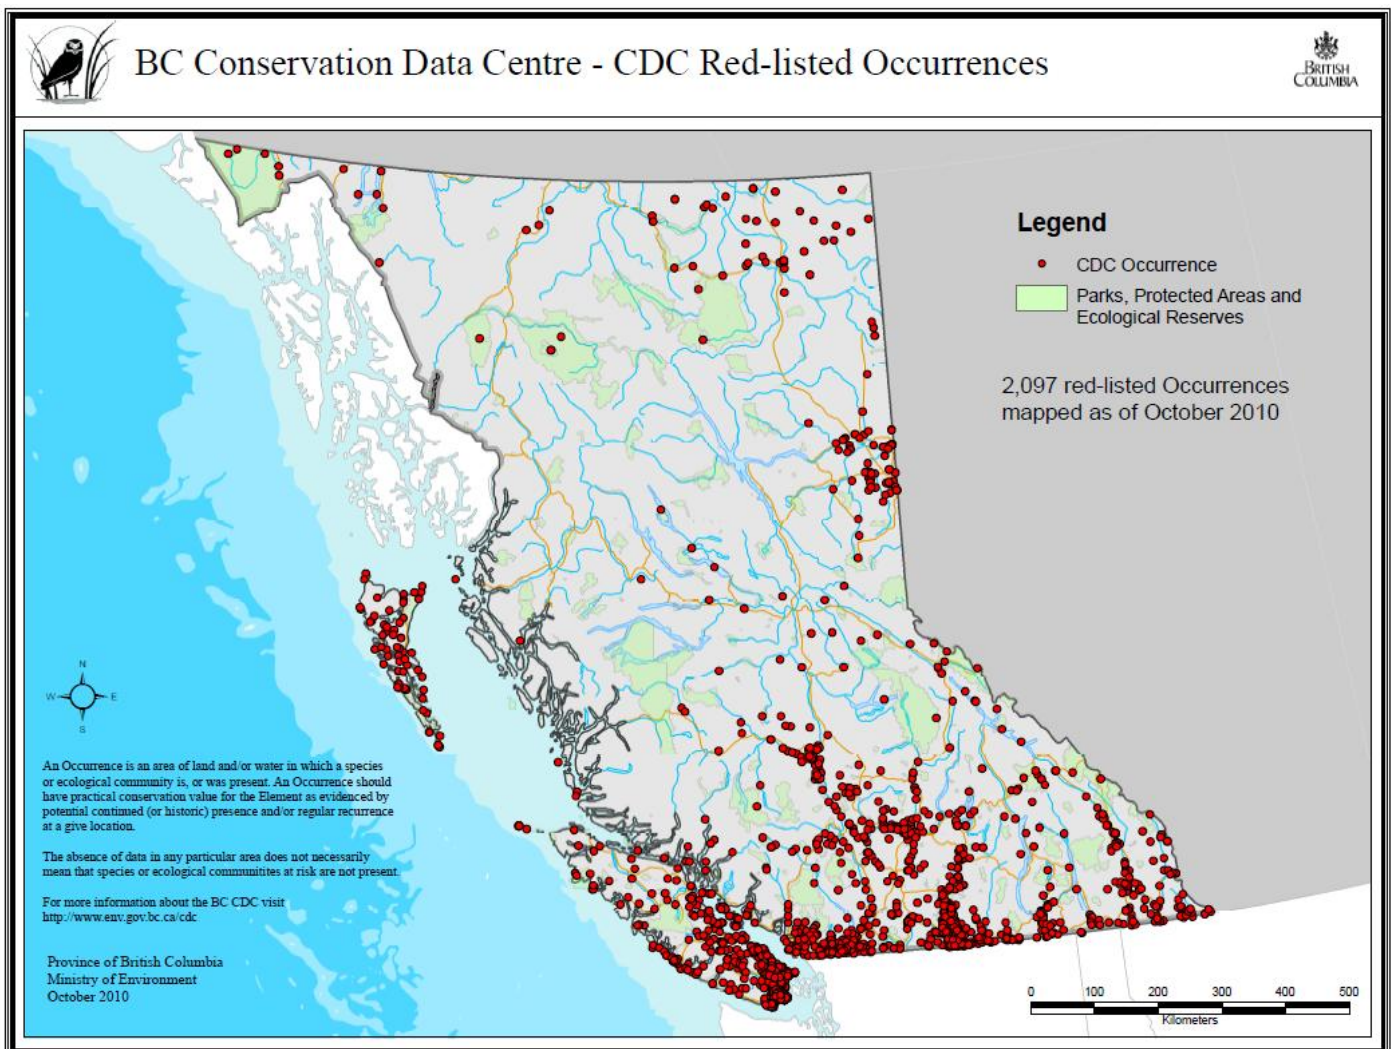 BC Conservation Data Centre - CDC Red-listed Occurrences
BRITISH
COLUMBIA
Legend
CDC Occurrence
Parks, Protected Areas and
Ecological Reserves
2,097 red-listed Occurrences
mapped as of October 2010
N
W
E
S
An Occurrence is an area of land and/or water in which a species
or ecological community is, or was present. An Occurrence should
have practical conservation value for the Element as evidenced by
potential continued (or historic) presence and/or regular recurrence
at a give location.
The absence of data in any particular area does not necessarily
mean that species or ecological communitites at risk are not present.
For more information about the BC CDC visit
http://www.env.gov.bc.ca/cdc
Province of British Columbia
Ministry of Environment
October 2010
0 100 200 300 400 500
Kilometers